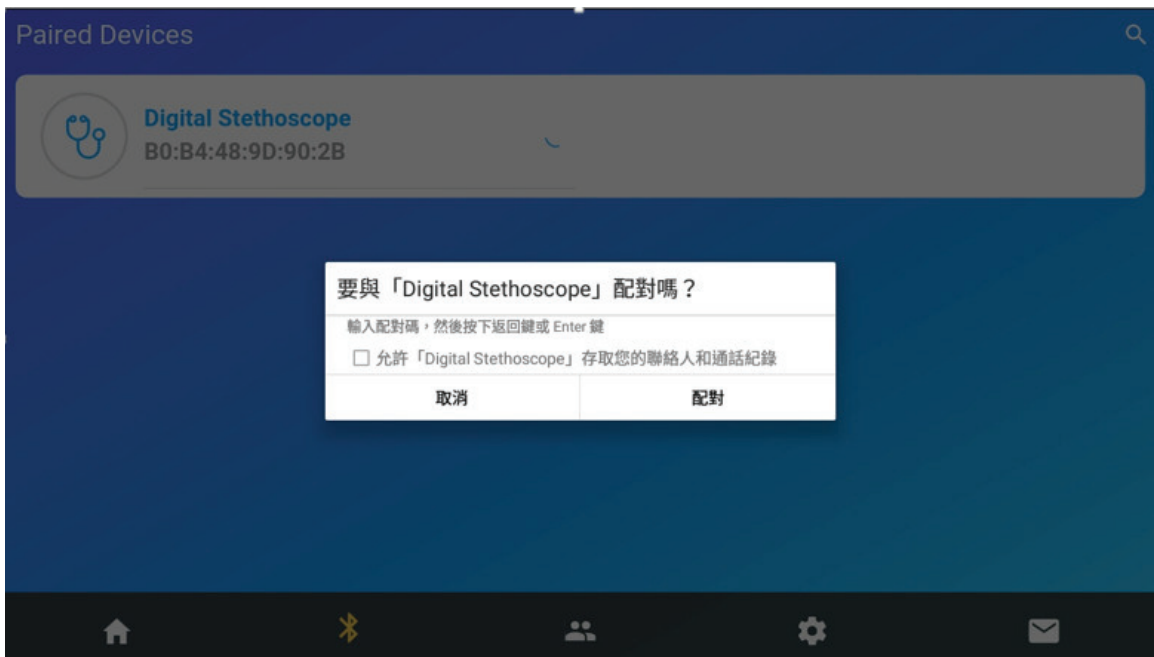 Paired Devices
Digital Stethoscope
B0:B4:48:9D:90:2B
要與「Digital Stethoscope」配對嗎？
輸入配對碼，然後按下返回鍵或 Enter 鍵
允許「Digital Stethoscope」存取您的聯絡人和通話紀錄
取消
配對